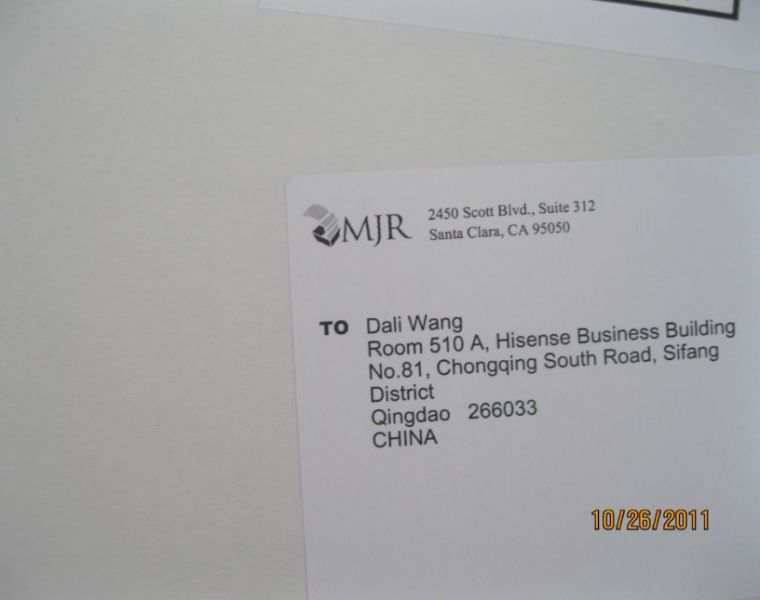 MJR
2450 Scott Blvd., Suite 312
Santa Clara, CA 95050
TO Dali Wang
Room 510 A, Hisense Business Building
No.81, Chongqing South Road, Sifang
District
Qingdao 266033
CHINA
10/26/2011